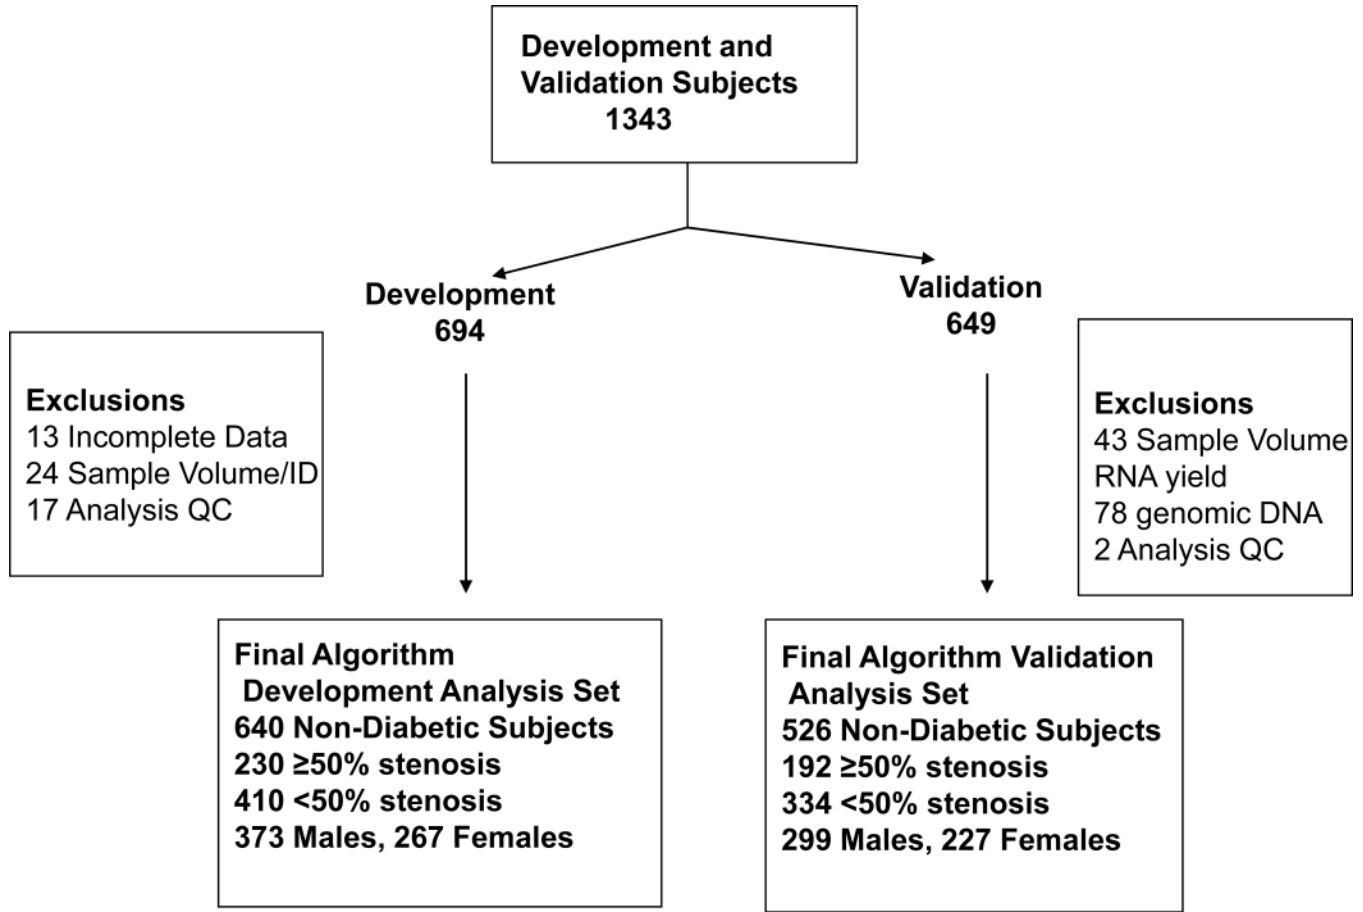 Development and
Validation Subjects
1343
Development
694
Validation
649
Exclusions
13 Incomplete Data
24 Sample Volume/ID
17 Analysis QC
Exclusions
43 Sample Volume
RNA yield
78 genomic DNA
2 Analysis QC
Final Algorithm
Development Analysis Set
640 Non-Diabetic Subjects
230 ≥50% stenosis
410 <50% stenosis
373 Males, 267 Females
Final Algorithm Validation
Analysis Set
526 Non-Diabetic Subjects
192 ≥50% stenosis
334 <50% stenosis
299 Males, 227 Females